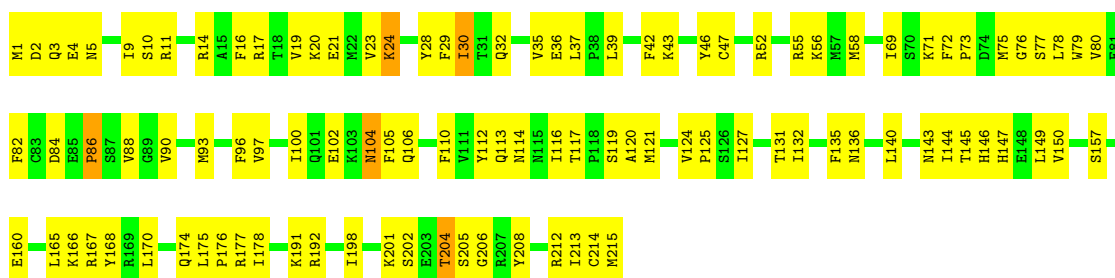 M1 D2 Q3 E4 N5 I9 S10 R11 R14 A15 F16 R17 T18 V19 K20 E21 M22 V23 K24 Y28 F29 I30 T31 Q32 V35 E36 L37 P38 L39 F42 K43 Y46 C47 R52 R55 K56 M57 M58 I69 S70 K71 F72 P73 D74 M75 G76 S77 L78 W79 V80 E81
F82 C83 D84 E85 P86 S87 V88 G89 V90 M93 F96 V97 I100 Q101 E102 K103 N104 F105 Q106 F110 V111 Y112 Q113 N114 N115 I116 T117 P118 S119 A120 M121 V124 P125 S126 I127 T131 I132 F135 N136 L140 N143 I144 T145 H146 H147 E148 L149 V150 S157
E160 L165 K166 R167 Y168 R169 L170 Q174 L175 P176 R177 I178 K191 R192 I198 K201 S202 E203 T204 S205 G206 R207 Y208 R212 I213 C214 M215